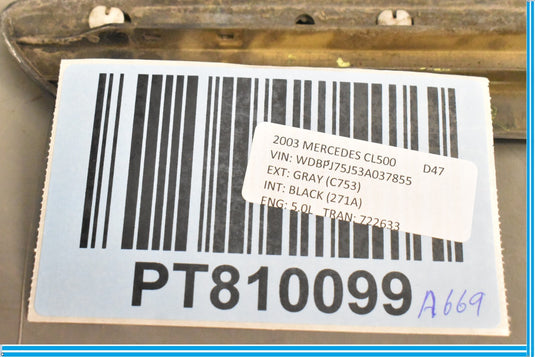 2003 MERCEDES CL500 D47
VIN: WDBPJ75J53A037855
EXT: GRAY (C753)
INT: BLACK (271A)
ENG: 5.0L TRAN: 722633
PT810099
A669